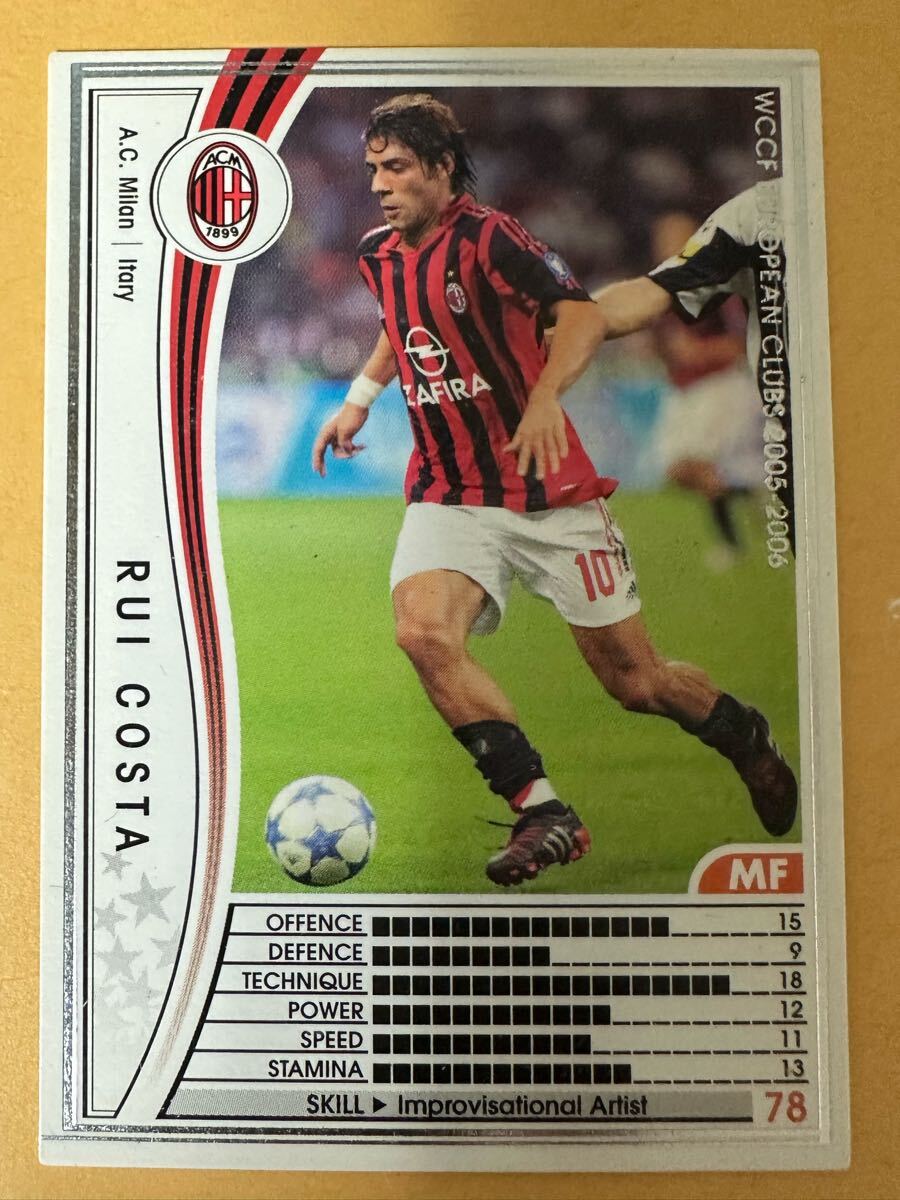 ACM
1899
A.C. Milan | Itary
RUI COSTA
WCCF EUROPEAN CLUBS 2005-2006
ZAFIRA
10
MF
OFFENCE 15
DEFENCE 9
TECHNIQUE 18
POWER 12
SPEED 11
STAMINA 13
SKILL ▶ Improvisational Artist 78